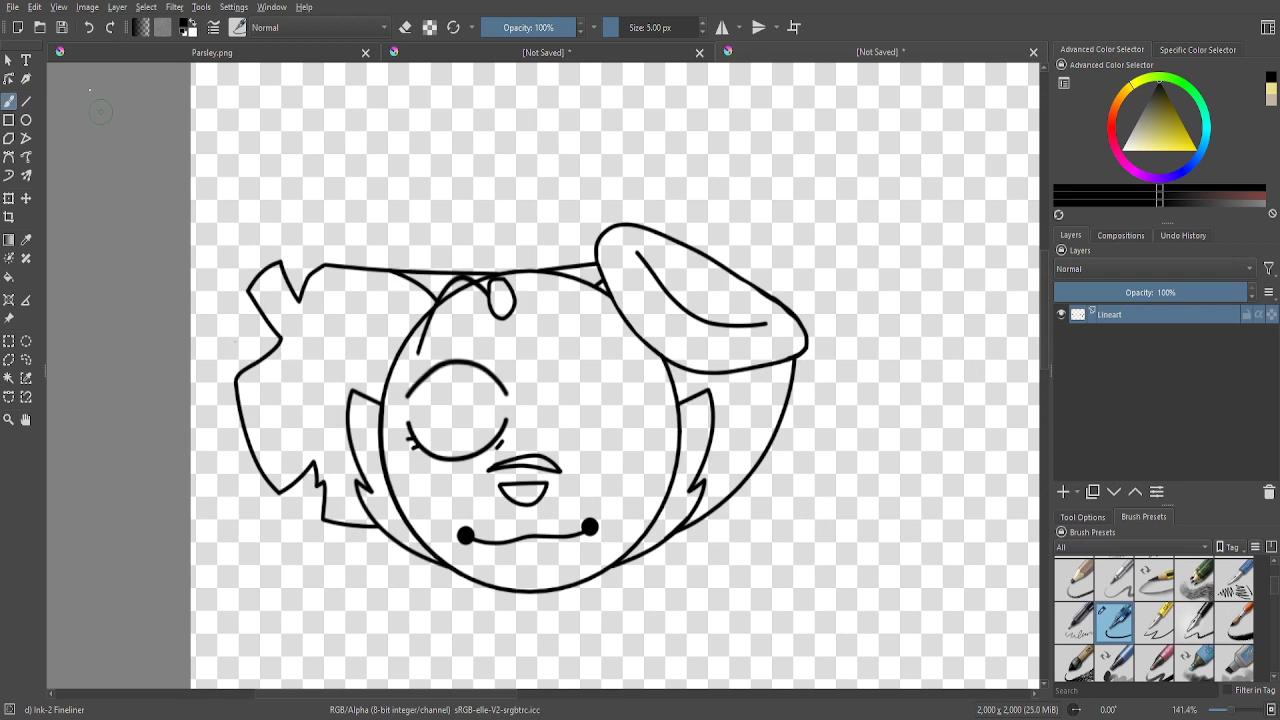 File Edit View Image Layer Select Filter Tools Settings Window Help
Normal Opacity: 100% Size: 5.00 px
Parsley.png [Not Saved] * [Not Saved] *
Advanced Color Selector Specific Color Selector
Advanced Color Selector
Layers Compositions Undo History
Layers
Normal
Opacity: 100%
Lineart
Tool Options Brush Presets
Brush Presets
All Tag
Search Filter in Tag
d) Ink-2 Fineliner RGB/Alpha (8-bit integer/channel) sRGB-elle-V2-srgbtrc.icc 2,000 x 2,000 (25.0 MiB) 0.00° 141.4%